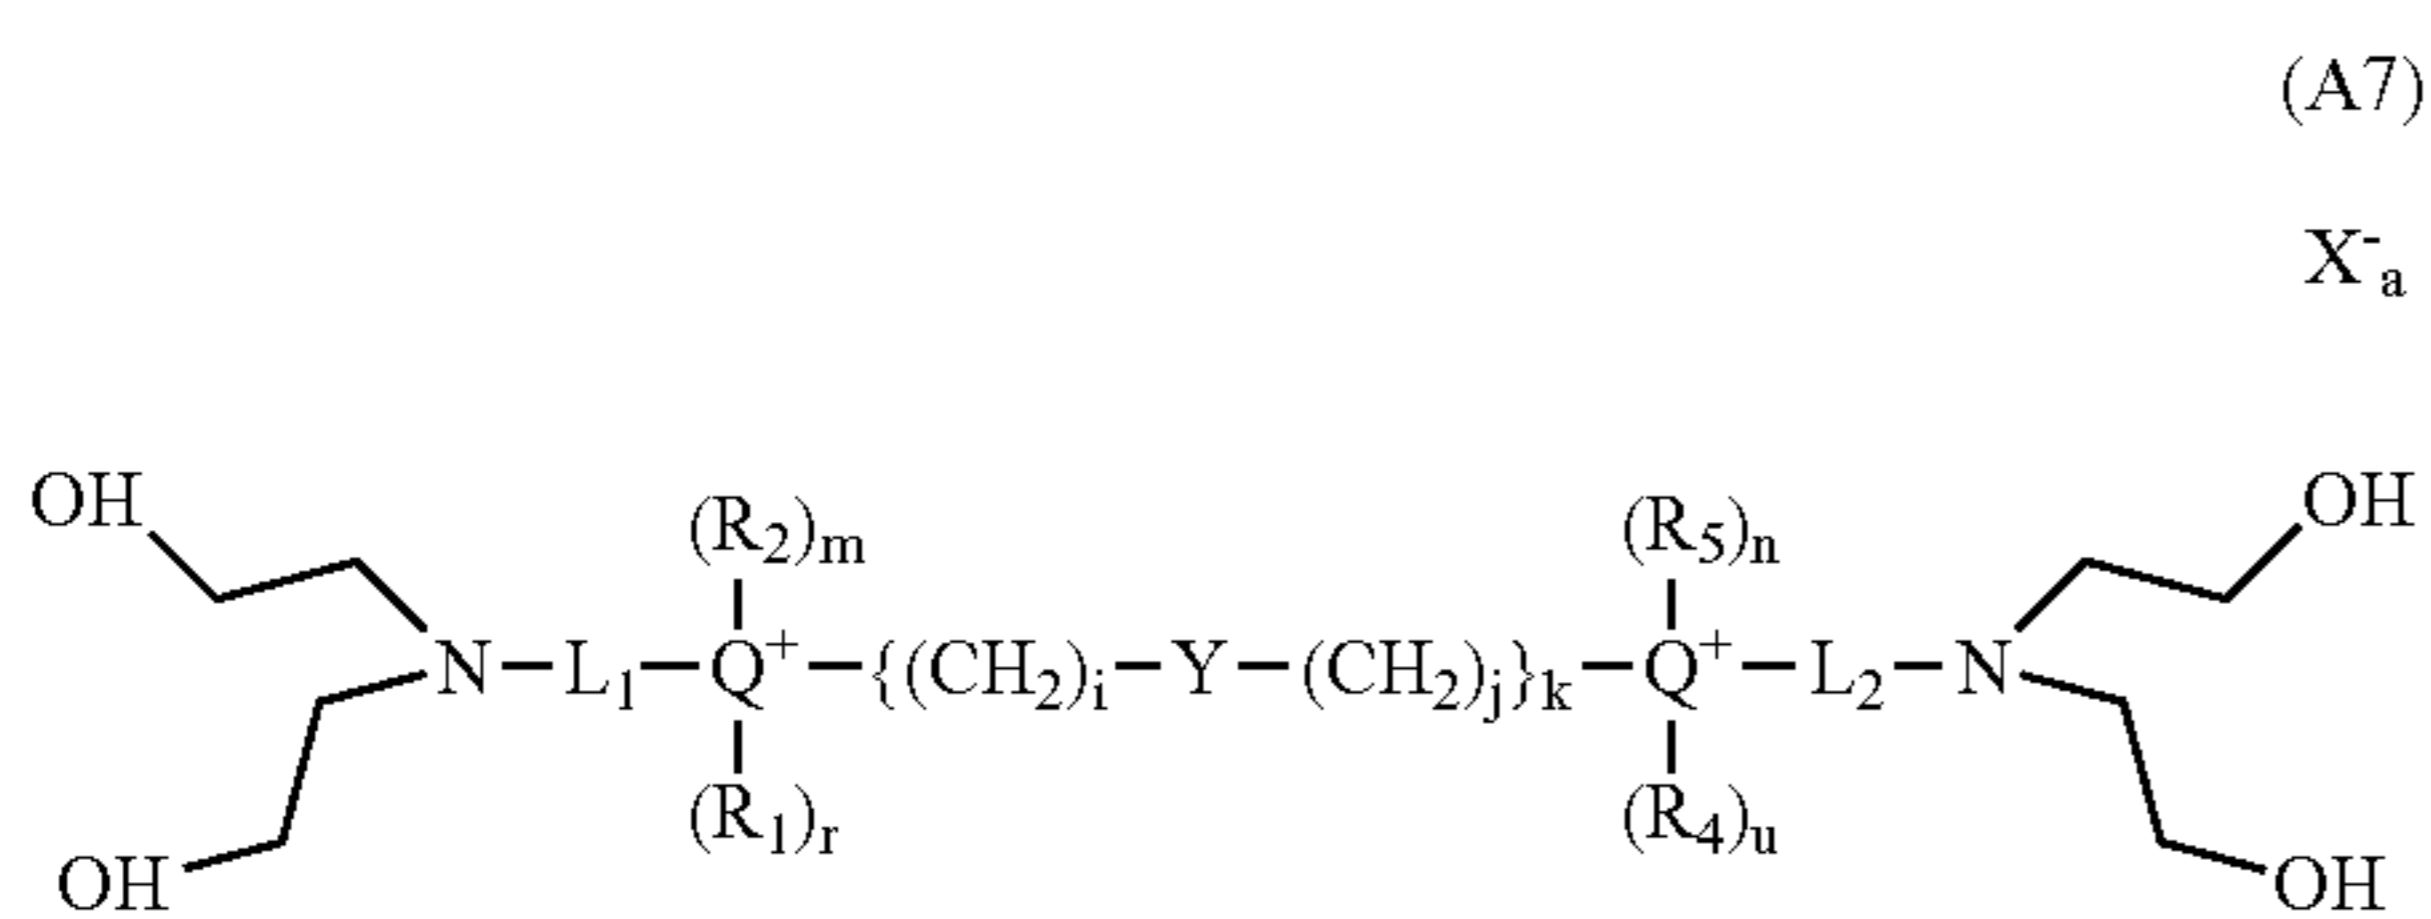 (A7)
X⁻ₐ
OH (R₂)ₘ (R₅)ₙ OH
N—L₁—Q⁺—{(CH₂)ᵢ—Y—(CH₂)ⱼ}ₖ—Q⁺—L₂—N
(R₁)ᵣ (R₄)ᵤ
OH OH